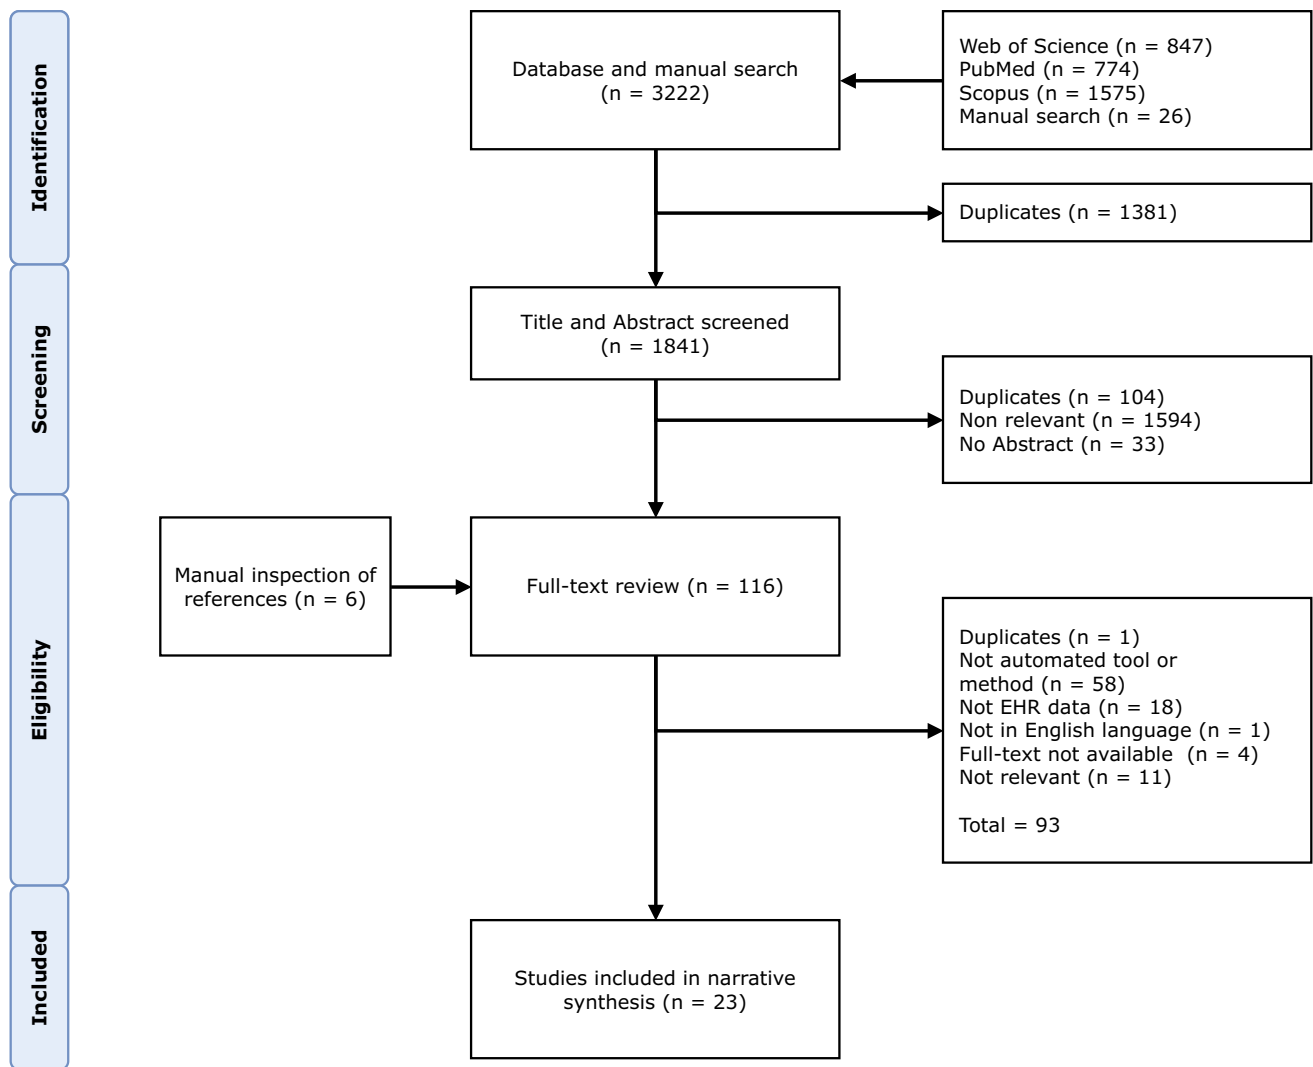 Identification
Database and manual search
(n = 3222)
Web of Science (n = 847)
PubMed (n = 774)
Scopus (n = 1575)
Manual search (n = 26)
Duplicates (n = 1381)
Screening
Title and Abstract screened
(n = 1841)
Duplicates (n = 104)
Non relevant (n = 1594)
No Abstract (n = 33)
Eligibility
Manual inspection of
references (n = 6)
Full-text review (n = 116)
Duplicates (n = 1)
Not automated tool or
method (n = 58)
Not EHR data (n = 18)
Not in English language (n = 1)
Full-text not available  (n = 4)
Not relevant (n = 11)
Total = 93
Included
Studies included in narrative
synthesis (n = 23)